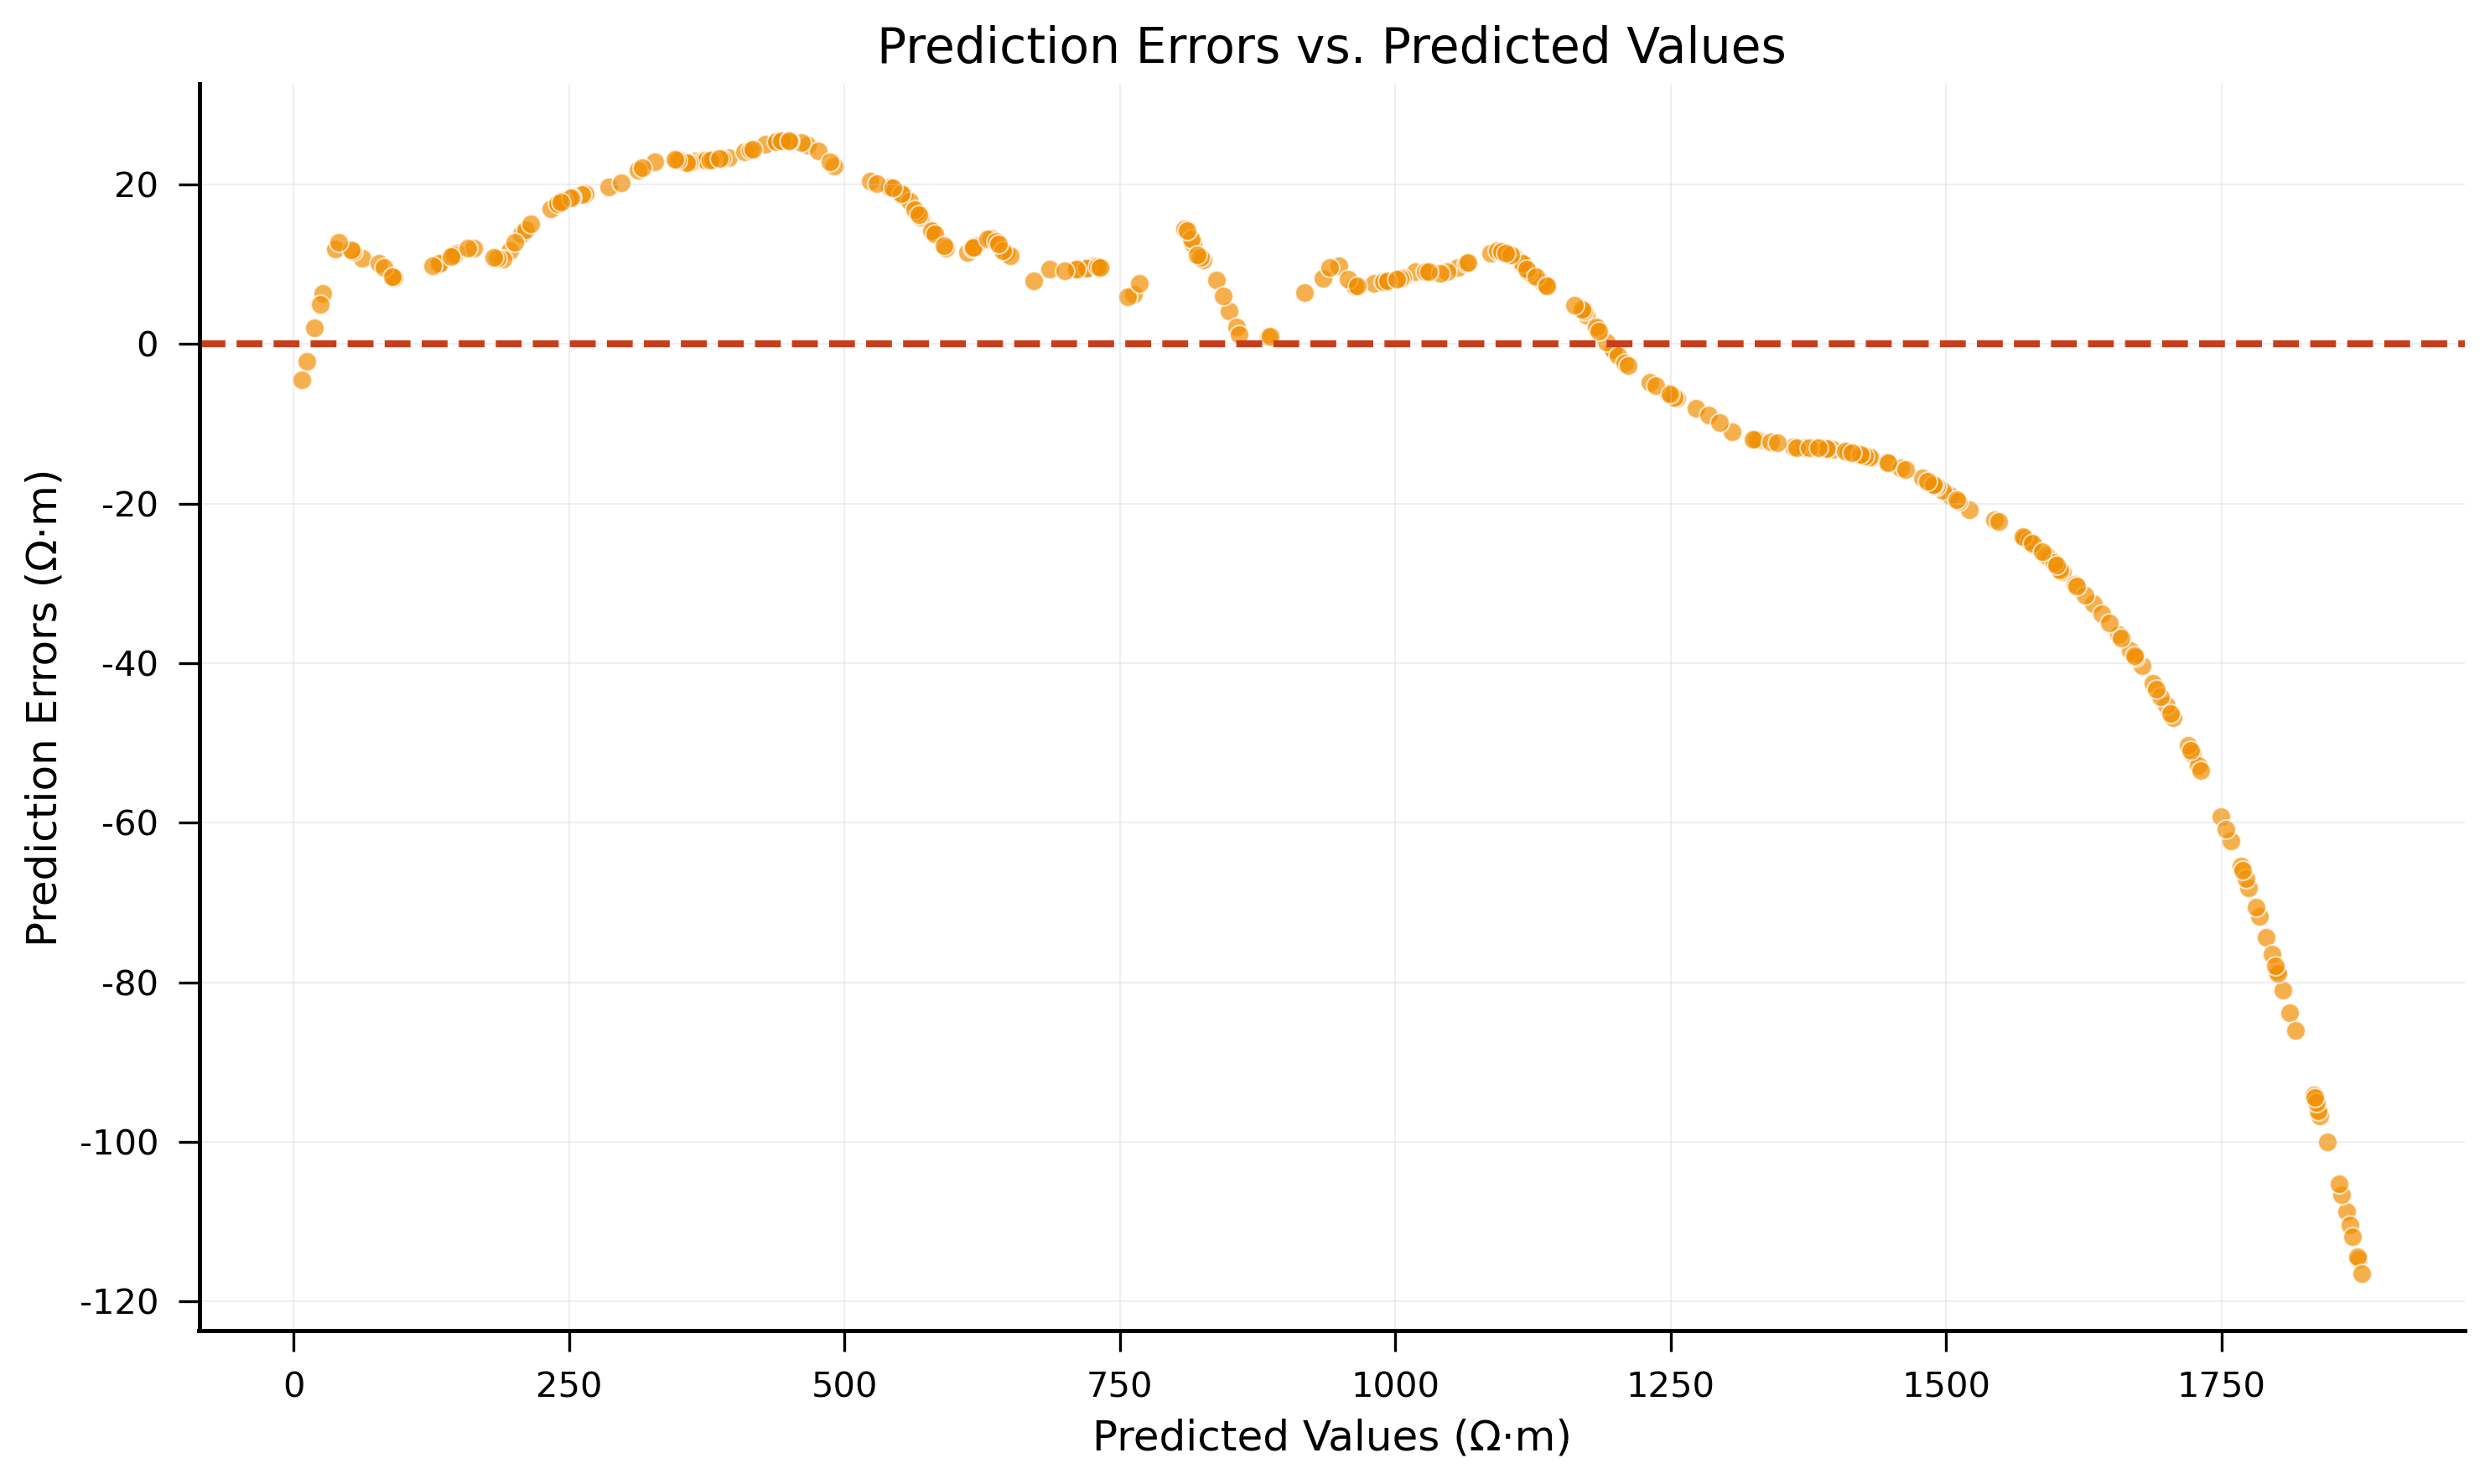 Prediction Errors vs. Predicted Values
Prediction Errors (Ω·m)
20
0
-20
-40
-60
-80
-100
-120
0 250 500 750 1000 1250 1500 1750
Predicted Values (Ω·m)